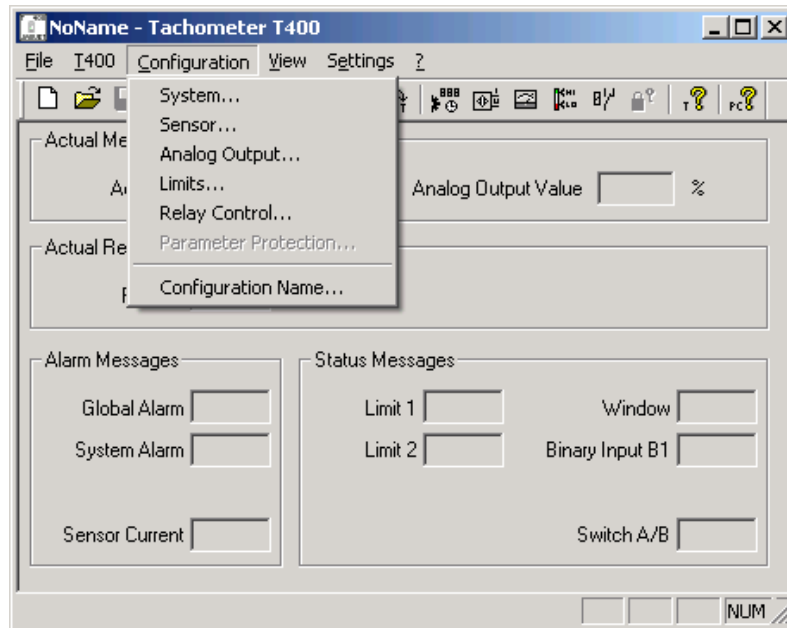 NoName - Tachometer T400
File T400 Configuration View Settings ?
System...
Sensor...
Analog Output...
Limits...
Relay Control...
Parameter Protection...
Configuration Name...
Actual Me
Analog Output Value %
Actual Re
Alarm Messages
Global Alarm
System Alarm
Sensor Current
Status Messages
Limit 1 Window
Limit 2 Binary Input B1
Switch A/B
NUM